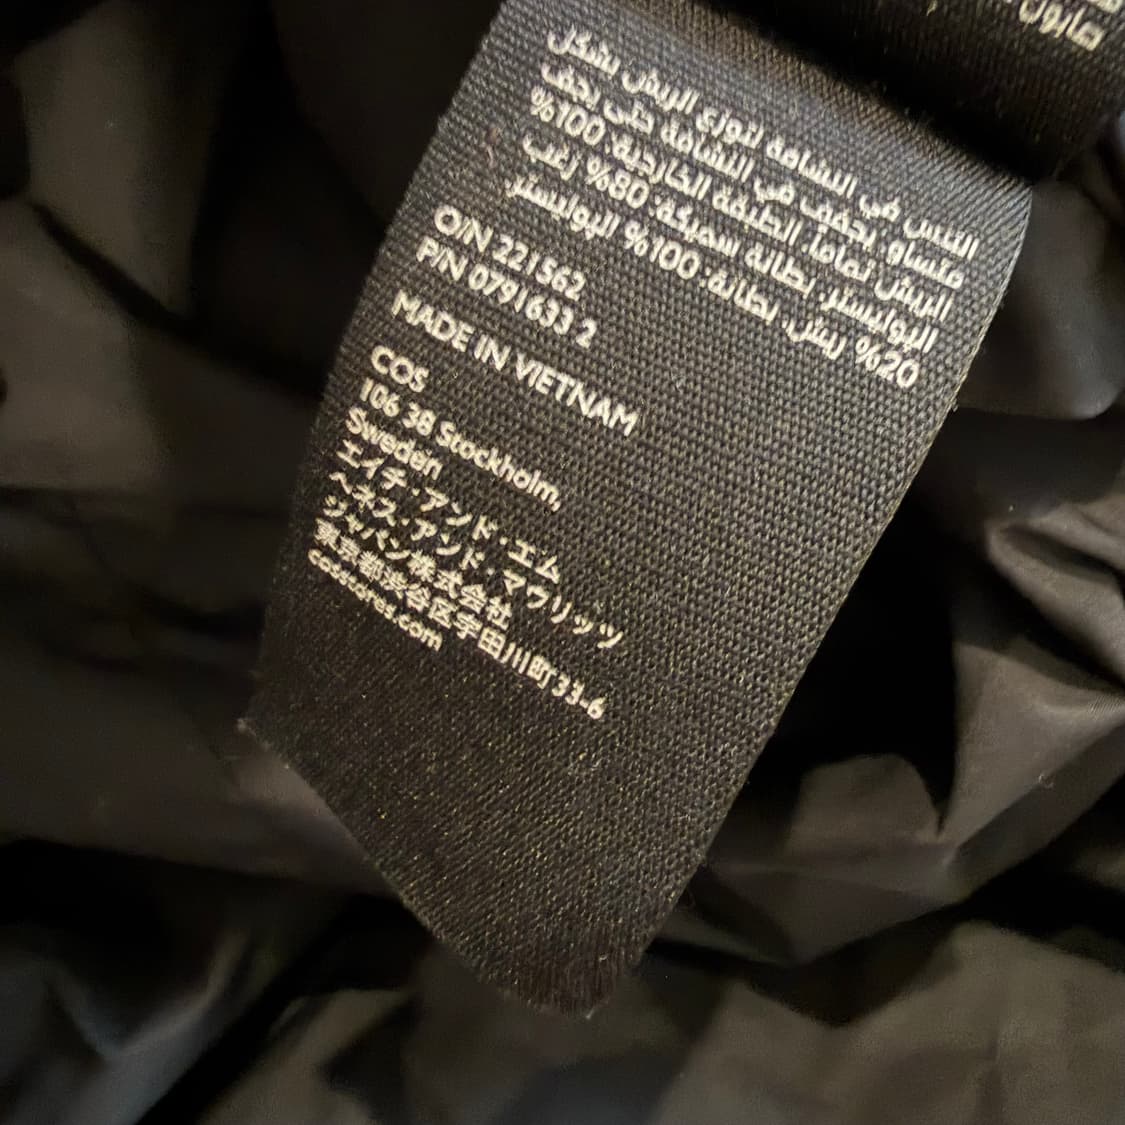 صابون
اللبس في النشافة لتوزع الريش بشكل
متساو. يجفف في النشافة حتى يجف
الريش تماما. الطبقة الخارجية: 100%
البوليستر. بطانة سميكة: 80% زغب
20% ريش. بطانة: 100% البوليستر
O/N 221562
P/N 0791633 2
MADE IN VIETNAM
COS
106 38 Stockholm,
Sweden
エイチ・アンド・エム
ヘネス・アンド・マウリッツ
ジャパン株式会社
東京都渋谷区宇田川町33-6
cosstores.com